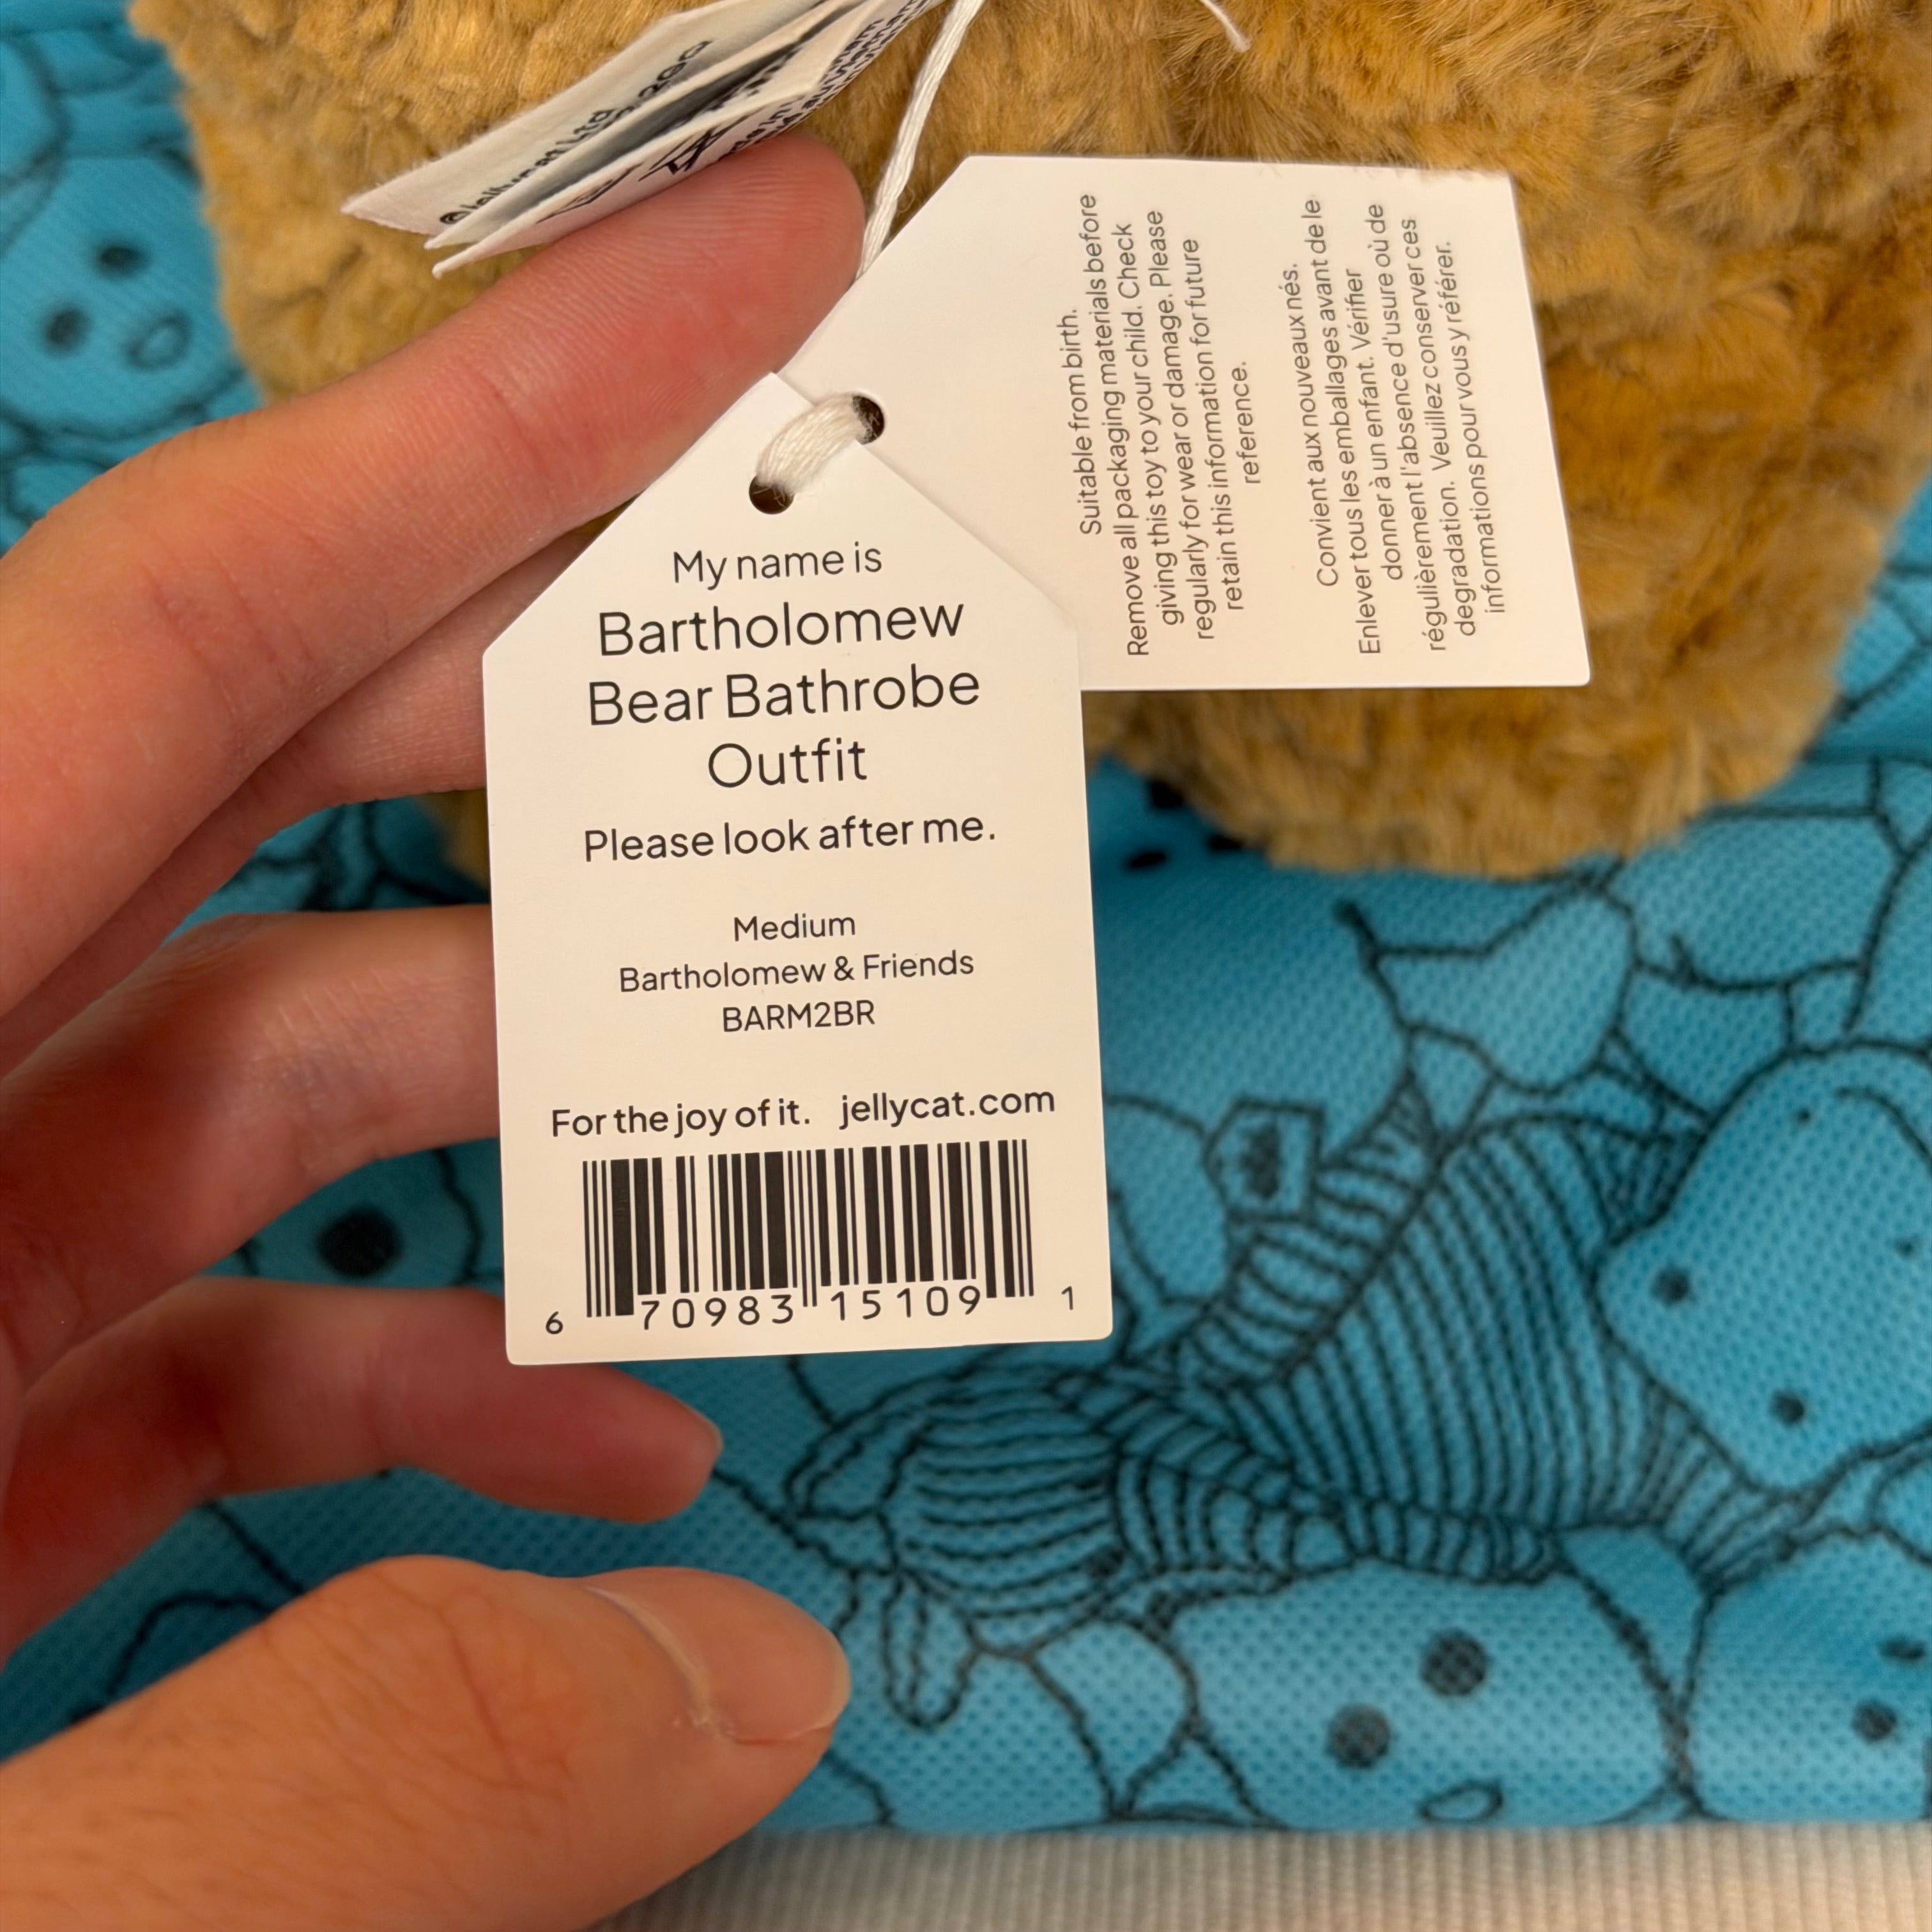 ©Jellycat Ltd
My name is
Bartholomew
Bear Bathrobe
Outfit
Please look after me.
Medium
Bartholomew & Friends
BARM2BR
For the joy of it. jellycat.com
6 70983 15109 1
Suitable from birth.
Remove all packaging materials before
giving this toy to your child. Check
regularly for wear or damage. Please
retain this information for future
reference.
Convient aux nouveaux nés.
Enlever tous les emballages avant de le
donner à un enfant. Vérifier
régulièrement l'absence d'usure où de
degradation. Veuillez conserver ces
informations pour vous y référer.